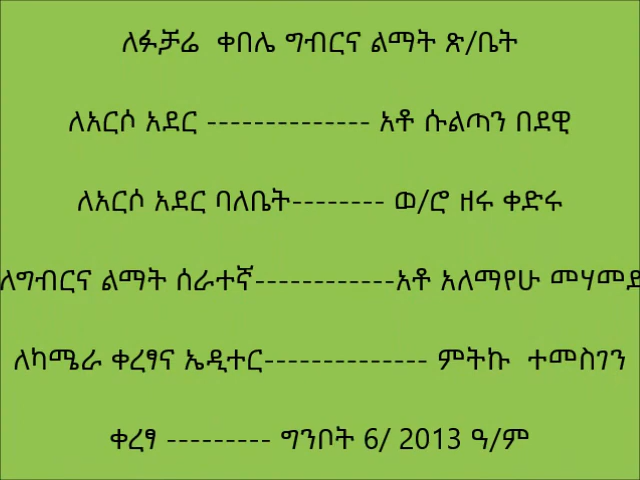 ለፉቻሬ ቀበሌ ግብርና ልማት ጽ/ቤት
ለአርሶ አደር -------------- አቶ ሱልጣን በደዊ
ለአርሶ አደር ባለቤት-------- ወ/ሮ ዘሩ ቀድሩ
ለግብርና ልማት ሰራተኛ------------አቶ አለማየሁ
ለካሜራ ቀረፃና ኤዲተር-------------- ምትኩ ተመስገን
ቀረፃ --------- ግንቦት 6/ 2013 ዓ/ም